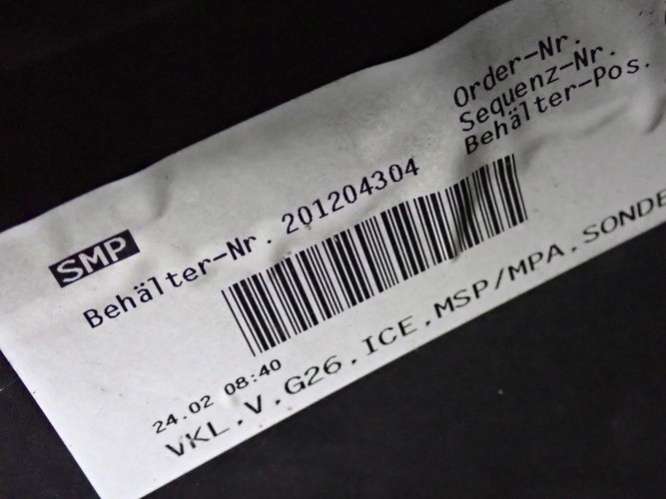 Order-Nr.
Sequenz-Nr.
Behälter-Pos.
SMP
Behälter-Nr. 201204304
24.02 08:40
VKL.V.G26.ICE.MSP/MPA.SONDE